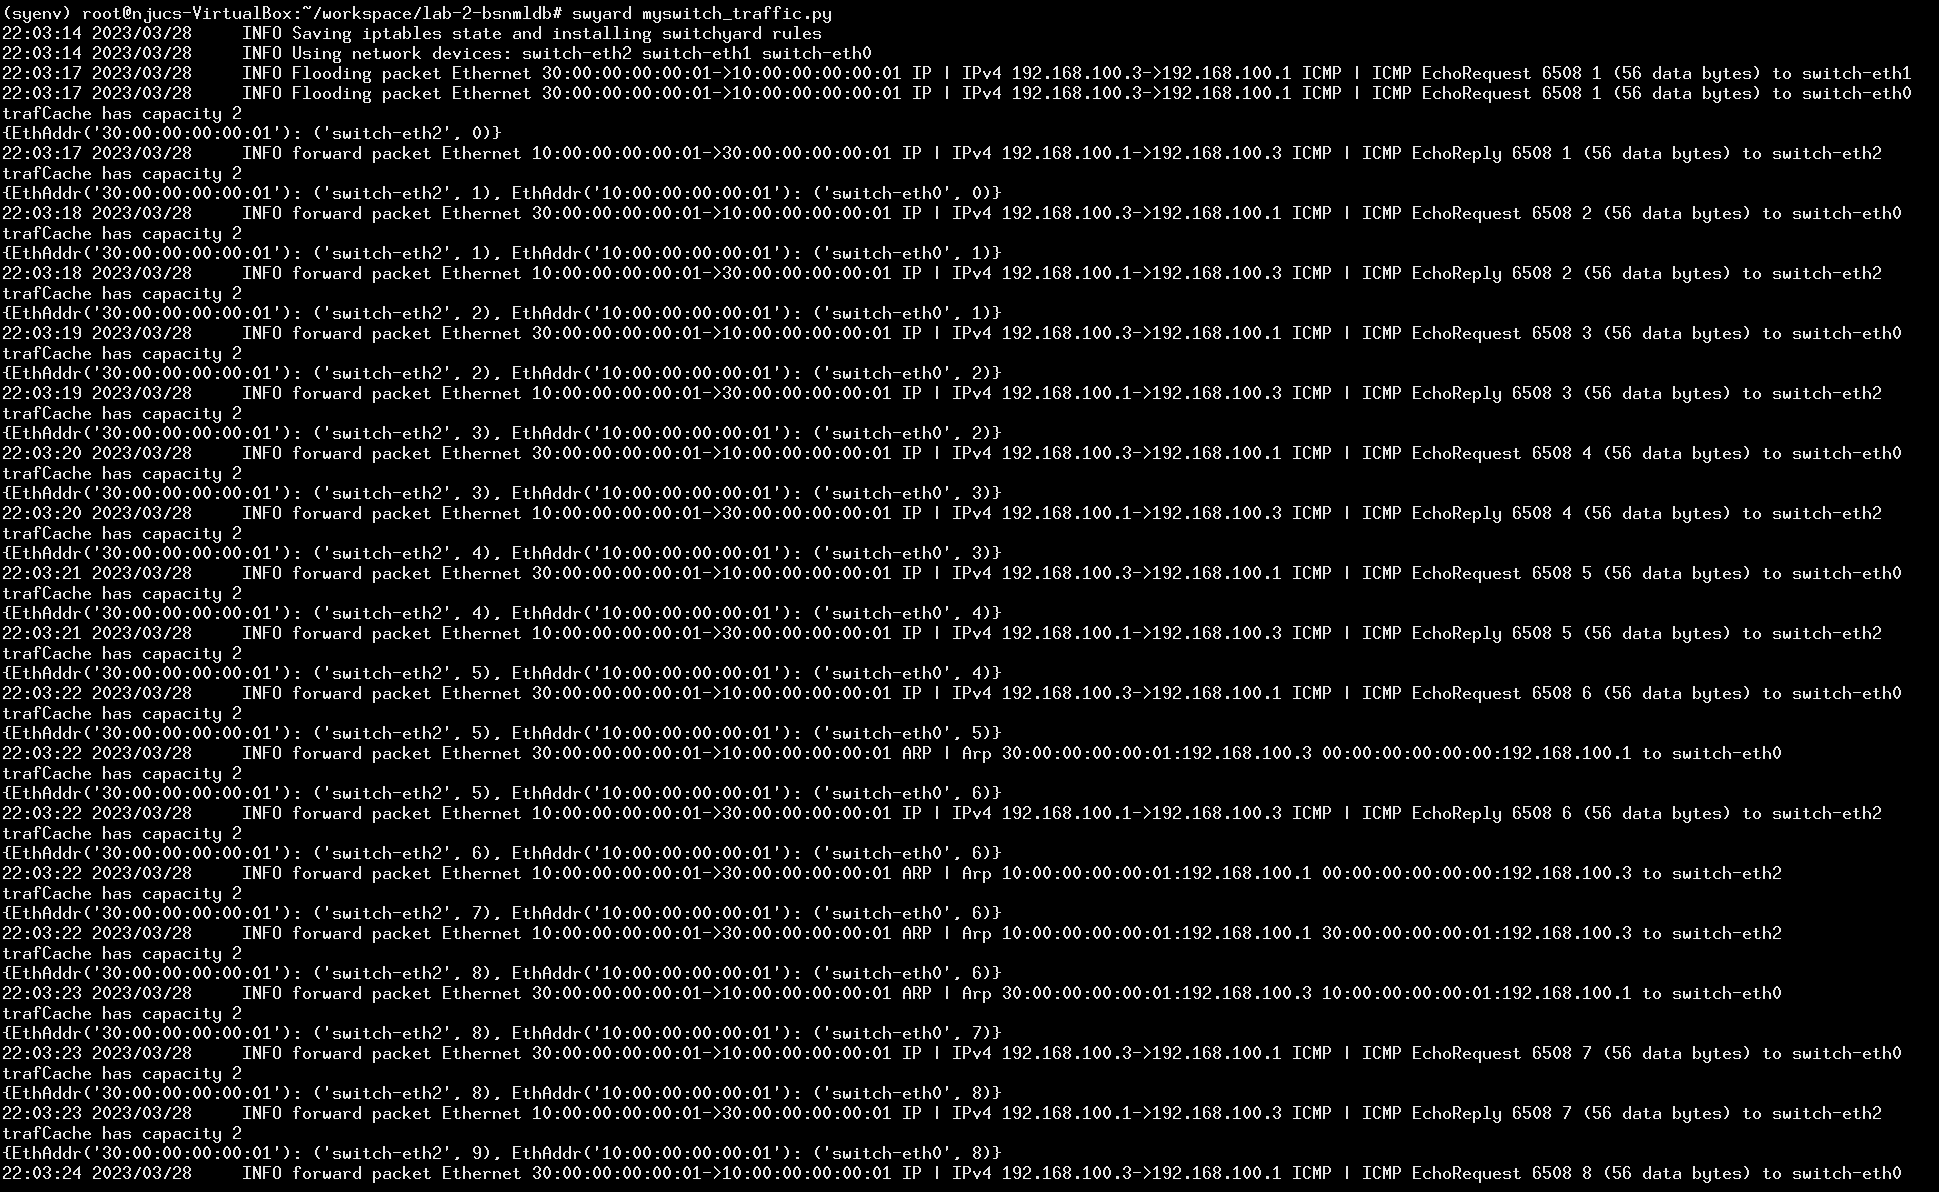 (syenv) root@njucs-VirtualBox:~/workspace/lab-2-bsnmldb# swyard myswitch_traffic.py
22:03:14 2023/03/28     INFO Saving iptables state and installing switchyard rules
22:03:14 2023/03/28     INFO Using network devices: switch-eth2 switch-eth1 switch-eth0
22:03:17 2023/03/28     INFO Flooding packet Ethernet 30:00:00:00:00:01->10:00:00:00:00:01 IP | IPv4 192.168.100.3->192.168.100.1 ICMP | ICMP EchoRequest 6508 1 (56 data bytes) to switch-eth1
22:03:17 2023/03/28     INFO Flooding packet Ethernet 30:00:00:00:00:01->10:00:00:00:00:01 IP | IPv4 192.168.100.3->192.168.100.1 ICMP | ICMP EchoRequest 6508 1 (56 data bytes) to switch-eth0
trafCache has capacity 2
{EthAddr('30:00:00:00:00:01'): ('switch-eth2', 0)}
22:03:17 2023/03/28     INFO forward packet Ethernet 10:00:00:00:00:01->30:00:00:00:00:01 IP | IPv4 192.168.100.1->192.168.100.3 ICMP | ICMP EchoReply 6508 1 (56 data bytes) to switch-eth2
trafCache has capacity 2
{EthAddr('30:00:00:00:00:01'): ('switch-eth2', 1), EthAddr('10:00:00:00:00:01'): ('switch-eth0', 0)}
22:03:18 2023/03/28     INFO forward packet Ethernet 30:00:00:00:00:01->10:00:00:00:00:01 IP | IPv4 192.168.100.3->192.168.100.1 ICMP | ICMP EchoRequest 6508 2 (56 data bytes) to switch-eth0
trafCache has capacity 2
{EthAddr('30:00:00:00:00:01'): ('switch-eth2', 1), EthAddr('10:00:00:00:00:01'): ('switch-eth0', 1)}
22:03:18 2023/03/28     INFO forward packet Ethernet 10:00:00:00:00:01->30:00:00:00:00:01 IP | IPv4 192.168.100.1->192.168.100.3 ICMP | ICMP EchoReply 6508 2 (56 data bytes) to switch-eth2
trafCache has capacity 2
{EthAddr('30:00:00:00:00:01'): ('switch-eth2', 2), EthAddr('10:00:00:00:00:01'): ('switch-eth0', 1)}
22:03:19 2023/03/28     INFO forward packet Ethernet 30:00:00:00:00:01->10:00:00:00:00:01 IP | IPv4 192.168.100.3->192.168.100.1 ICMP | ICMP EchoRequest 6508 3 (56 data bytes) to switch-eth0
trafCache has capacity 2
{EthAddr('30:00:00:00:00:01'): ('switch-eth2', 2), EthAddr('10:00:00:00:00:01'): ('switch-eth0', 2)}
22:03:19 2023/03/28     INFO forward packet Ethernet 10:00:00:00:00:01->30:00:00:00:00:01 IP | IPv4 192.168.100.1->192.168.100.3 ICMP | ICMP EchoReply 6508 3 (56 data bytes) to switch-eth2
trafCache has capacity 2
{EthAddr('30:00:00:00:00:01'): ('switch-eth2', 3), EthAddr('10:00:00:00:00:01'): ('switch-eth0', 2)}
22:03:20 2023/03/28     INFO forward packet Ethernet 30:00:00:00:00:01->10:00:00:00:00:01 IP | IPv4 192.168.100.3->192.168.100.1 ICMP | ICMP EchoRequest 6508 4 (56 data bytes) to switch-eth0
trafCache has capacity 2
{EthAddr('30:00:00:00:00:01'): ('switch-eth2', 3), EthAddr('10:00:00:00:00:01'): ('switch-eth0', 3)}
22:03:20 2023/03/28     INFO forward packet Ethernet 10:00:00:00:00:01->30:00:00:00:00:01 IP | IPv4 192.168.100.1->192.168.100.3 ICMP | ICMP EchoReply 6508 4 (56 data bytes) to switch-eth2
trafCache has capacity 2
{EthAddr('30:00:00:00:00:01'): ('switch-eth2', 4), EthAddr('10:00:00:00:00:01'): ('switch-eth0', 3)}
22:03:21 2023/03/28     INFO forward packet Ethernet 30:00:00:00:00:01->10:00:00:00:00:01 IP | IPv4 192.168.100.3->192.168.100.1 ICMP | ICMP EchoRequest 6508 5 (56 data bytes) to switch-eth0
trafCache has capacity 2
{EthAddr('30:00:00:00:00:01'): ('switch-eth2', 4), EthAddr('10:00:00:00:00:01'): ('switch-eth0', 4)}
22:03:21 2023/03/28     INFO forward packet Ethernet 10:00:00:00:00:01->30:00:00:00:00:01 IP | IPv4 192.168.100.1->192.168.100.3 ICMP | ICMP EchoReply 6508 5 (56 data bytes) to switch-eth2
trafCache has capacity 2
{EthAddr('30:00:00:00:00:01'): ('switch-eth2', 5), EthAddr('10:00:00:00:00:01'): ('switch-eth0', 4)}
22:03:22 2023/03/28     INFO forward packet Ethernet 30:00:00:00:00:01->10:00:00:00:00:01 IP | IPv4 192.168.100.3->192.168.100.1 ICMP | ICMP EchoRequest 6508 6 (56 data bytes) to switch-eth0
trafCache has capacity 2
{EthAddr('30:00:00:00:00:01'): ('switch-eth2', 5), EthAddr('10:00:00:00:00:01'): ('switch-eth0', 5)}
22:03:22 2023/03/28     INFO forward packet Ethernet 30:00:00:00:00:01->10:00:00:00:00:01 ARP | Arp 30:00:00:00:00:01:192.168.100.3 00:00:00:00:00:00:192.168.100.1 to switch-eth0
trafCache has capacity 2
{EthAddr('30:00:00:00:00:01'): ('switch-eth2', 5), EthAddr('10:00:00:00:00:01'): ('switch-eth0', 6)}
22:03:22 2023/03/28     INFO forward packet Ethernet 10:00:00:00:00:01->30:00:00:00:00:01 IP | IPv4 192.168.100.1->192.168.100.3 ICMP | ICMP EchoReply 6508 6 (56 data bytes) to switch-eth2
trafCache has capacity 2
{EthAddr('30:00:00:00:00:01'): ('switch-eth2', 6), EthAddr('10:00:00:00:00:01'): ('switch-eth0', 6)}
22:03:22 2023/03/28     INFO forward packet Ethernet 10:00:00:00:00:01->30:00:00:00:00:01 ARP | Arp 10:00:00:00:00:01:192.168.100.1 00:00:00:00:00:00:192.168.100.3 to switch-eth2
trafCache has capacity 2
{EthAddr('30:00:00:00:00:01'): ('switch-eth2', 7), EthAddr('10:00:00:00:00:01'): ('switch-eth0', 6)}
22:03:22 2023/03/28     INFO forward packet Ethernet 10:00:00:00:00:01->30:00:00:00:00:01 ARP | Arp 10:00:00:00:00:01:192.168.100.1 30:00:00:00:00:01:192.168.100.3 to switch-eth2
trafCache has capacity 2
{EthAddr('30:00:00:00:00:01'): ('switch-eth2', 8), EthAddr('10:00:00:00:00:01'): ('switch-eth0', 6)}
22:03:23 2023/03/28     INFO forward packet Ethernet 30:00:00:00:00:01->10:00:00:00:00:01 ARP | Arp 30:00:00:00:00:01:192.168.100.3 10:00:00:00:00:01:192.168.100.1 to switch-eth0
trafCache has capacity 2
{EthAddr('30:00:00:00:00:01'): ('switch-eth2', 8), EthAddr('10:00:00:00:00:01'): ('switch-eth0', 7)}
22:03:23 2023/03/28     INFO forward packet Ethernet 30:00:00:00:00:01->10:00:00:00:00:01 IP | IPv4 192.168.100.3->192.168.100.1 ICMP | ICMP EchoRequest 6508 7 (56 data bytes) to switch-eth0
trafCache has capacity 2
{EthAddr('30:00:00:00:00:01'): ('switch-eth2', 8), EthAddr('10:00:00:00:00:01'): ('switch-eth0', 8)}
22:03:23 2023/03/28     INFO forward packet Ethernet 10:00:00:00:00:01->30:00:00:00:00:01 IP | IPv4 192.168.100.1->192.168.100.3 ICMP | ICMP EchoReply 6508 7 (56 data bytes) to switch-eth2
trafCache has capacity 2
{EthAddr('30:00:00:00:00:01'): ('switch-eth2', 9), EthAddr('10:00:00:00:00:01'): ('switch-eth0', 8)}
22:03:24 2023/03/28     INFO forward packet Ethernet 30:00:00:00:00:01->10:00:00:00:00:01 IP | IPv4 192.168.100.3->192.168.100.1 ICMP | ICMP EchoRequest 6508 8 (56 data bytes) to switch-eth0